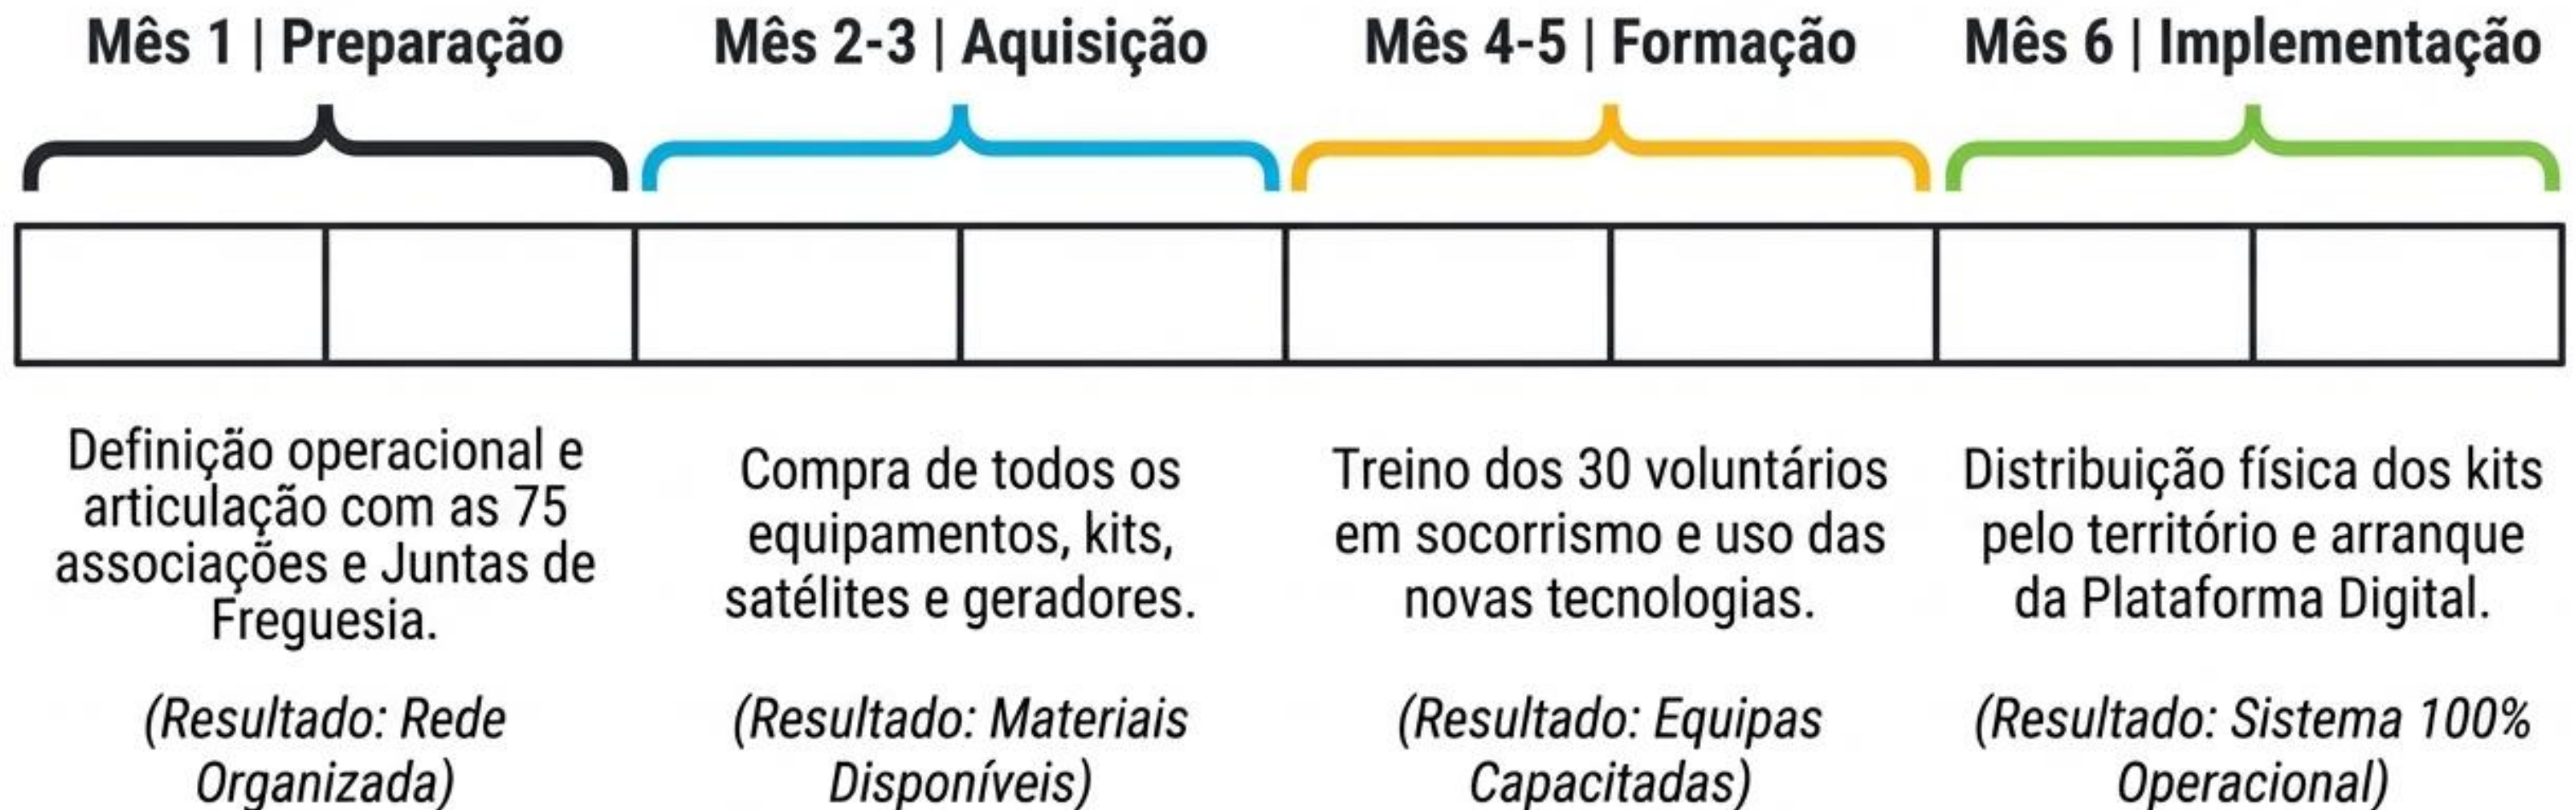 Mês 1 | Preparação
Mês 2-3 | Aquisição
Mês 4-5 | Formação
Mês 6 | Implementação
Definição operacional e
articulação com as 75
associações e Juntas de
Freguesia.
(Resultado: Rede
Organizada)
Compra de todos os
equipamentos, kits,
satélites e geradores.
(Resultado: Materiais
Disponíveis)
Treino dos 30 voluntários
em socorrismo e uso das
novas tecnologias.
(Resultado: Equipas
Capacitadas)
Distribuição física dos kits
pelo território e arranque
da Plataforma Digital.
(Resultado: Sistema 100%
Operacional)